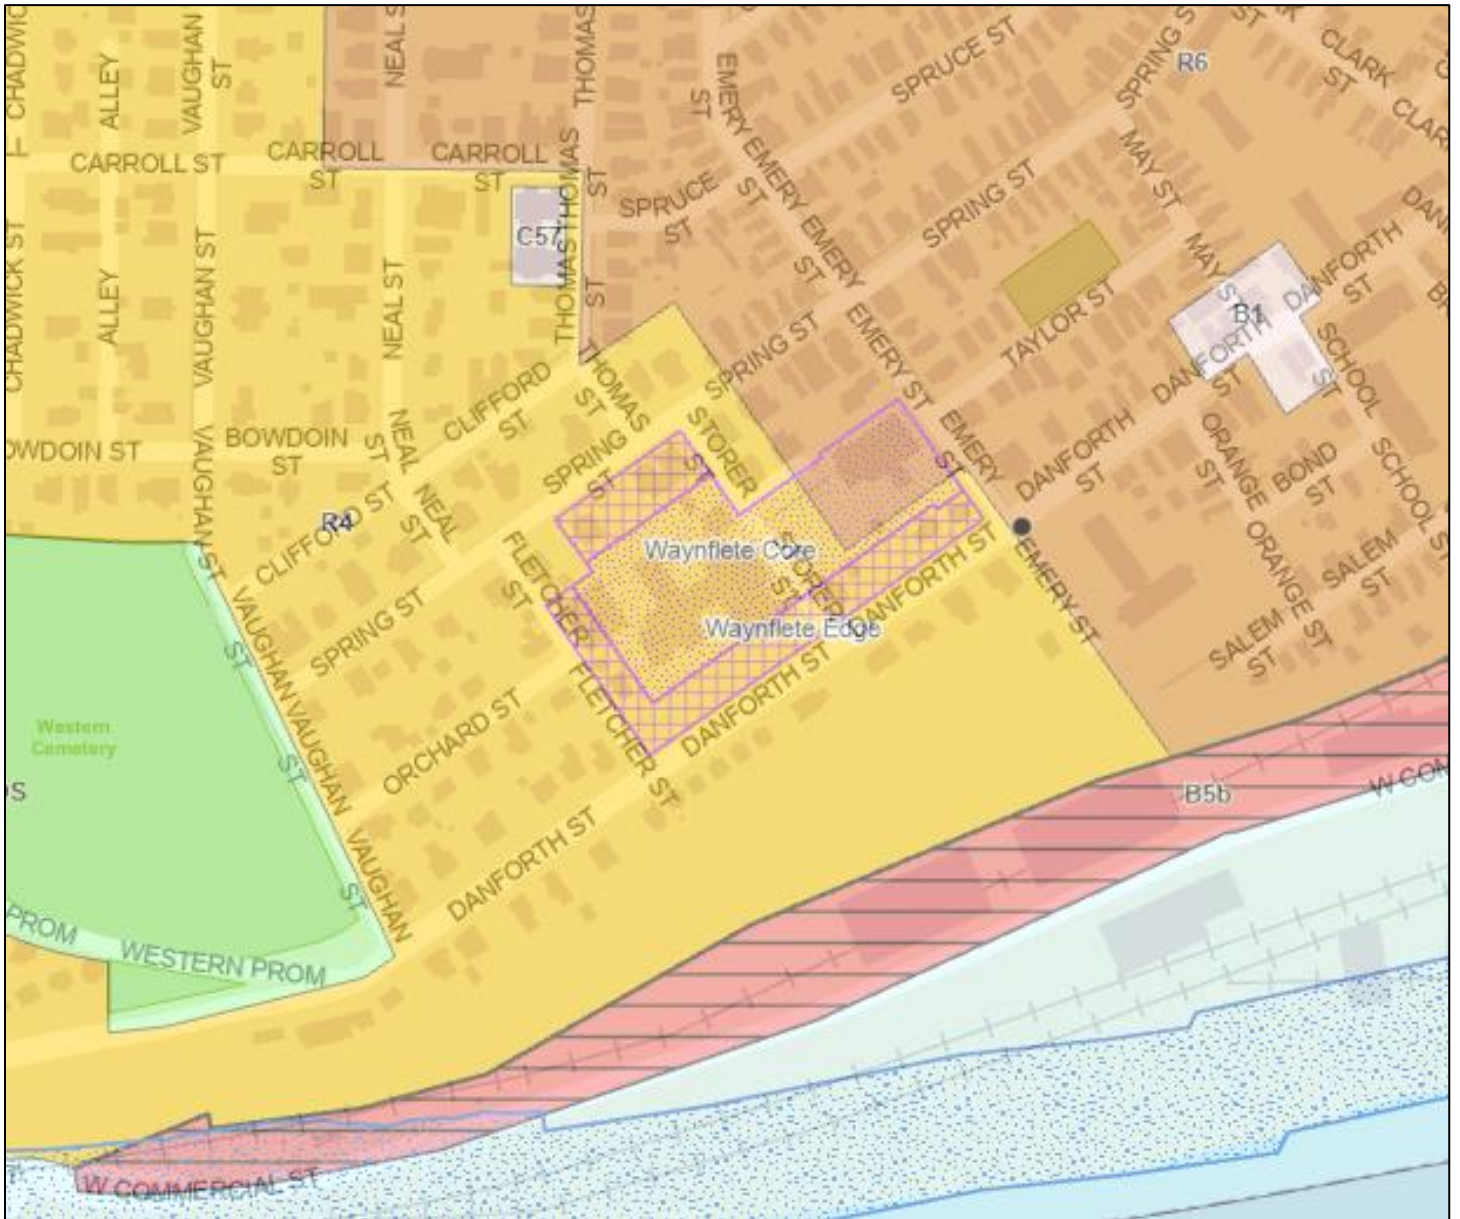 CHADWIC
ALLEY
VAUGHAN
ST
NEAL S
THOMAS
EMERY
ST
SPRUCE ST
SPRING S
ST
R6
CLARK
ST
CLARK
CARROLL ST
CARROLL
ST
CARROLL
ST
THOMAS
ST
SPRUCE
ST
EMERY
ST
EMERY
EMERY
ST
SPRING ST
MAY ST
MAY S
DANFORTH
ST
CHADWICK ST
ALLEY
VAUGHAN ST
NEAL ST
C57
THOMAS
ST
THOMAS
THOMAS
ST
SPRING ST
EMERY ST
TAYLOR ST
B1
DANFORTH
ST
SCHOOL
ST
OWDOIN ST
BOWDOIN
ST
VAUGHAN ST
NEAL
ST
CLIFFORD
ST
SPRING
ST
STORER
ST
EMERY
ST
DANFORTH
ST
ORANGE
ST
BOND
ST
SCHOOL S
R4
CLIFFORD ST
NEAL
ST
Waynflete Core
STORER
ST
FLETCHER
ST
SPRING ST
Waynflete Edge
DANFORTH ST
EMERY ST
ORANGE ST
SALEM
ST
SALEM
ST
VAUGHAN
ST
VAUGHAN
ST
VAUGHAN
ST
ORCHARD ST
FLETCHER ST
DANFORTH ST
DANFORTH ST
Western
Cemetery
OS
B5b
W COM
PROM
WESTERN PROM
W COMMERCIAL ST